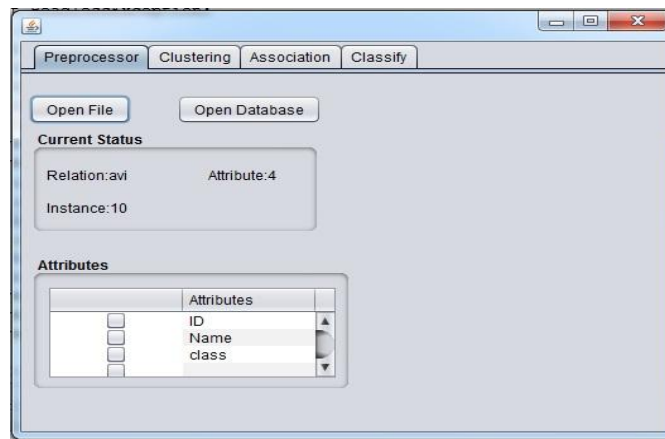 Preprocessor Clustering Association Classify
Open File Open Database
Current Status
Relation:avi Attribute:4
Instance:10
Attributes
Attributes
ID
Name
class